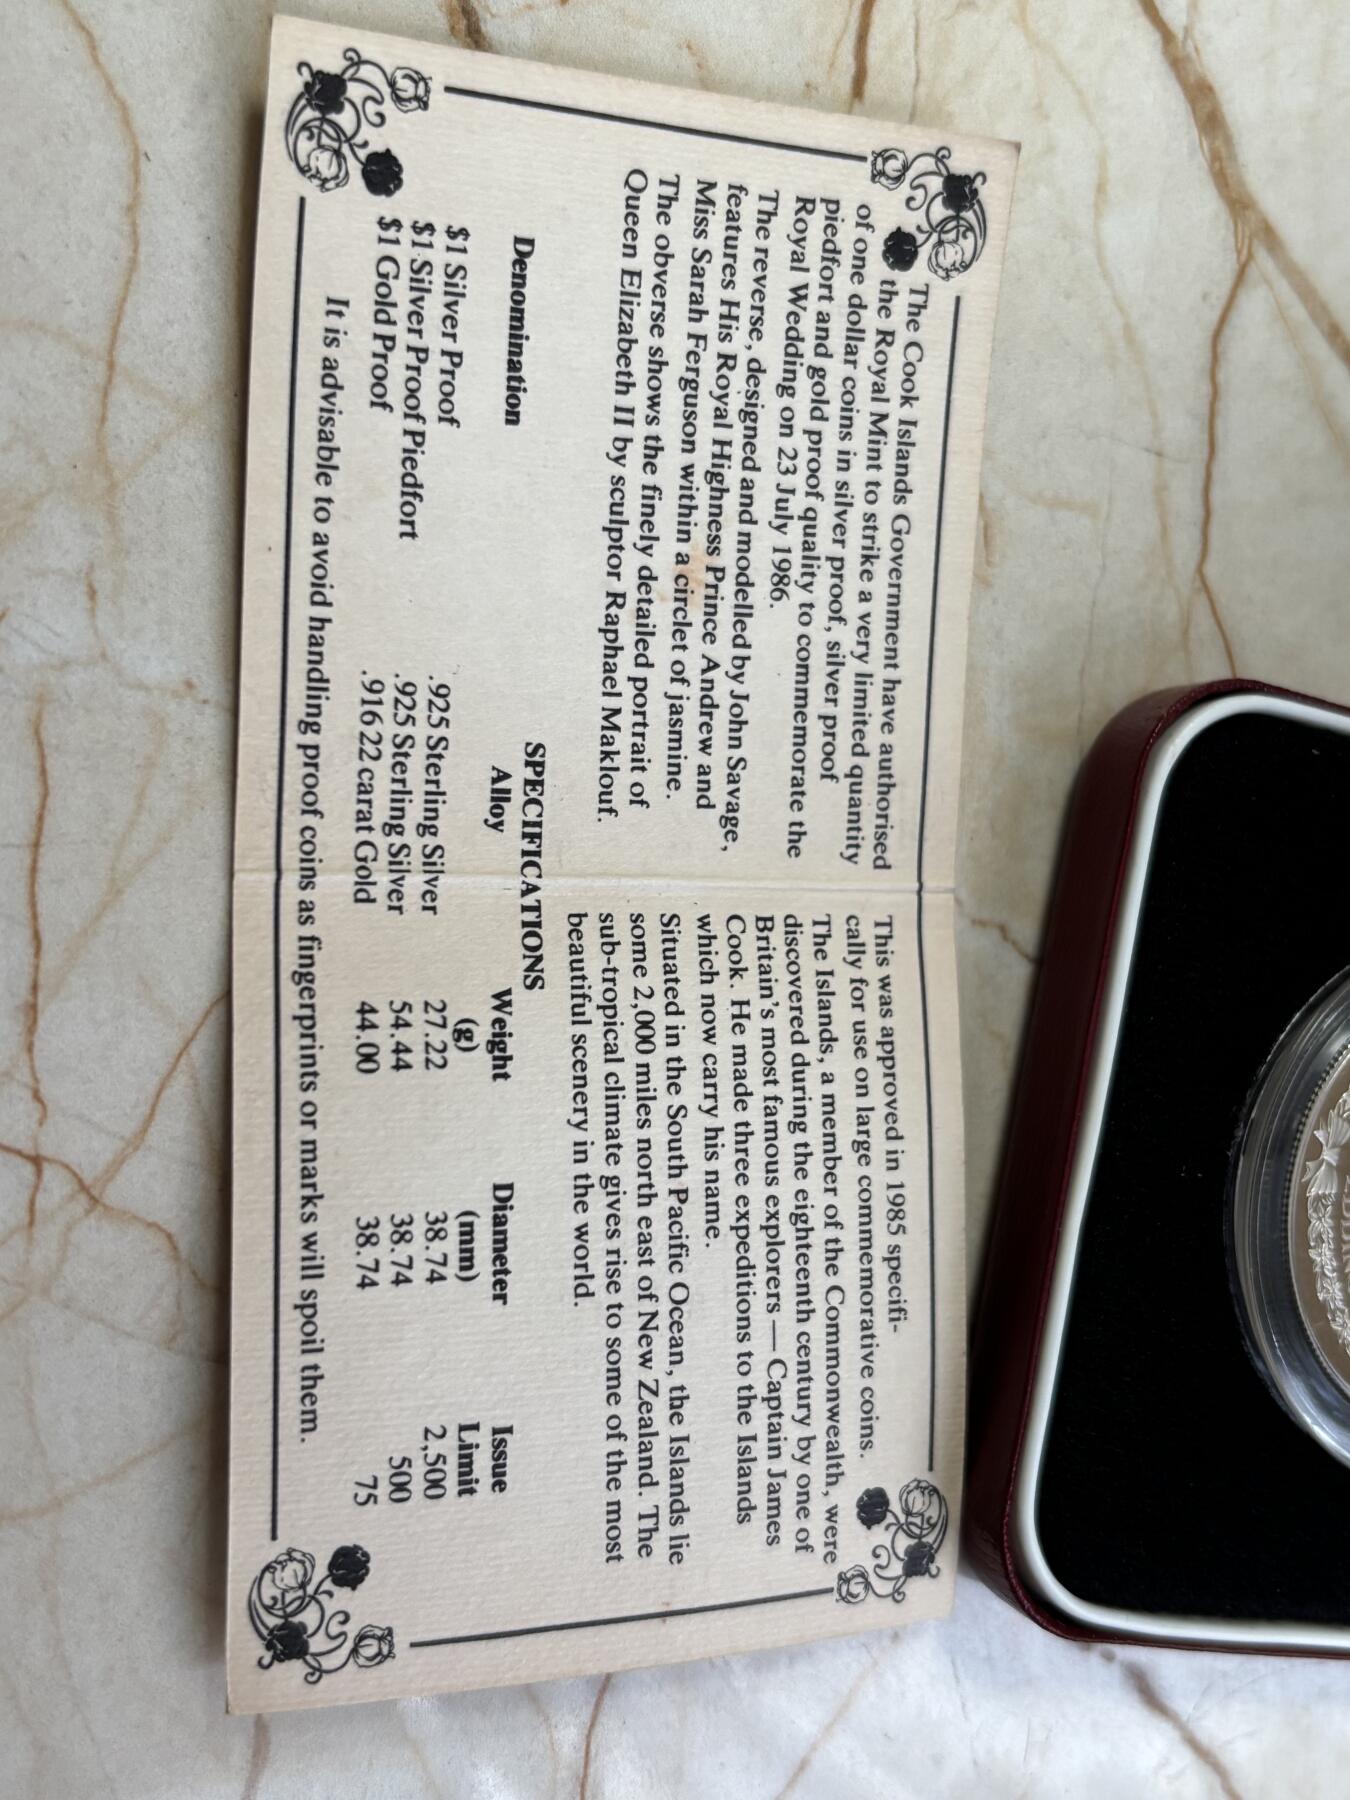 The Cook Islands Government have authorised
the Royal Mint to strike a very limited quantity
of one dollar coins in silver proof, silver proof
piedfort and gold proof quality to commemorate the
Royal Wedding on 23 July 1986.
The reverse, designed and modelled by John Savage,
features His Royal Highness Prince Andrew and
Miss Sarah Ferguson within a circlet of jasmine.
The obverse shows the finely detailed portrait of
Queen Elizabeth II by sculptor Raphael Maklouf.
This was approved in 1985 specifi-
cally for use on large commemorative coins.
The Islands, a member of the Commonwealth, were
discovered during the eighteenth century by one of
Britain's most famous explorers — Captain James
Cook. He made three expeditions to the Islands
which now carry his name.
Situated in the South Pacific Ocean, the Islands lie
some 2,000 miles north east of New Zealand. The
sub-tropical climate gives rise to some of the most
beautiful scenery in the world.
SPECIFICATIONS
Denomination Alloy Weight Diameter Issue
(g) (mm) Limit
$1 Silver Proof .925 Sterling Silver 27.22 38.74 2,500
$1 Silver Proof Piedfort .925 Sterling Silver 54.44 38.74 500
$1 Gold Proof .916 22 carat Gold 44.00 38.74 75
It is advisable to avoid handling proof coins as fingerprints or marks will spoil them.